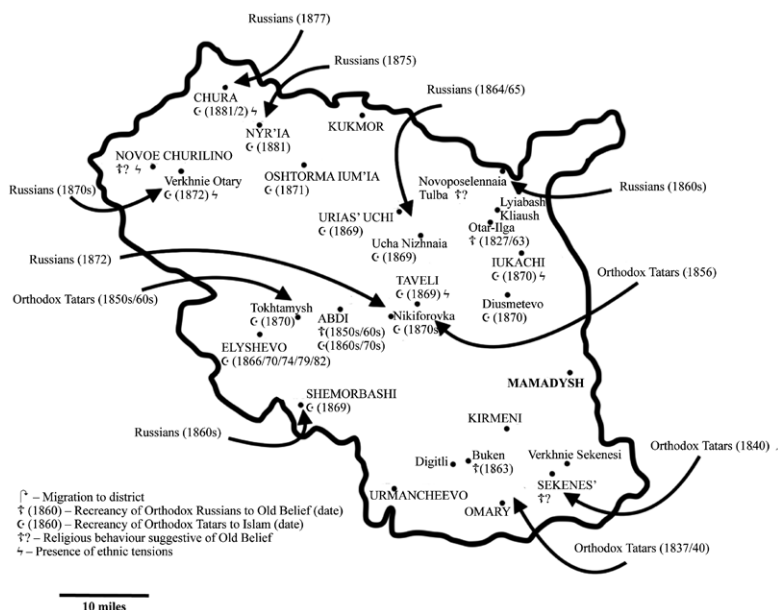 Russians (1877)
Russians (1875)
Russians (1864/65)
CHURA
☪ (1881/2) ϟ
KUKMOR
NYR’IA
☪ (1881)
NOVOE CHURILINO
☦? ϟ
Verkhnie Otary
☪ (1872) ϟ
OSHTORMA IUM’IA
☪ (1871)
Novoposelennaia
Tulba ☦?
Russians (1870s)
Russians (1860s)
Lyiabash
Kliaush
URIAS’ UCHI
☪ (1869)
Otar-Ilga
☦ (1827/63)
Ucha Nizhnaia
☪ (1869)
IUKACHI
☪ (1870) ϟ
Russians (1872)
Orthodox Tatars (1856)
TAVELI
☪ (1869) ϟ
Diusmetevo
☪ (1870)
Orthodox Tatars (1850s/60s)
Tokhtamysh
☪ (1870)
ABDI
☦(1850s/60s)
☪(1860s/70s)
Nikiforovka
☪ (1870s)
ELYSHEVO
☪ (1866/70/74/79/82)
MAMADYSH
SHEMORBASHI
☪ (1869)
KIRMENI
Russians (1860s)
Orthodox Tatars (1840)
Digitli
Buken
☦(1863)
Verkhnie Sekenesi
SEKENES’
☦?
URMANCHEEVO
OMARY
Orthodox Tatars (1837/40)
– Migration to district
☦ (1860) – Recreancy of Orthodox Russians to Old Belief (date)
☪ (1860) – Recreancy of Orthodox Tatars to Islam (date)
☦? – Religious behaviour suggestive of Old Belief
ϟ – Presence of ethnic tensions
10 miles